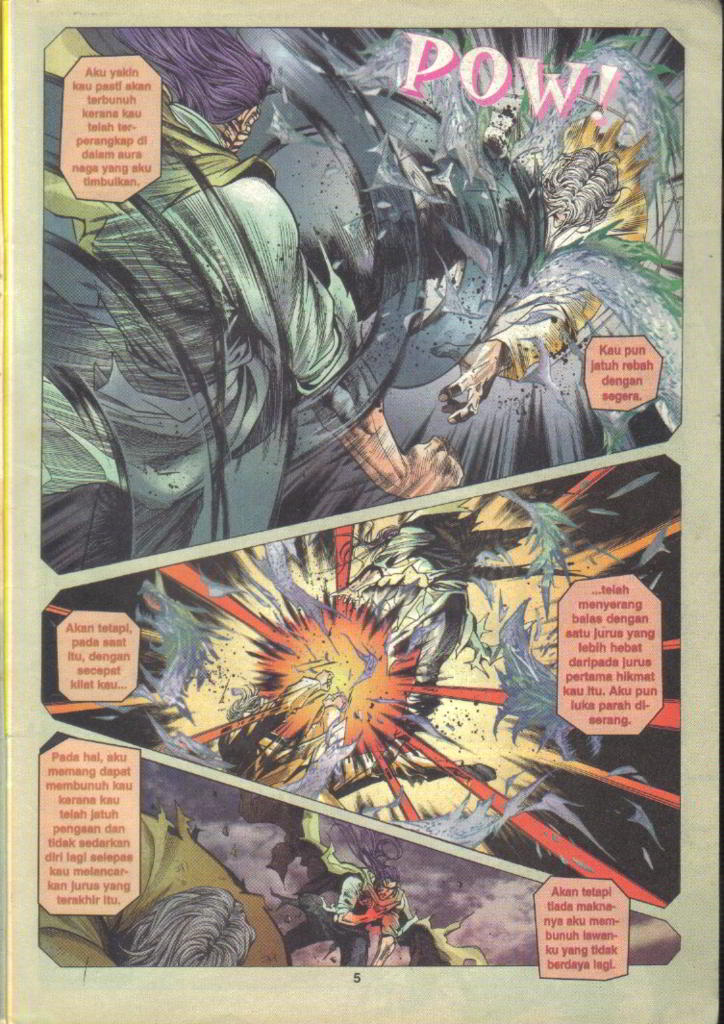 POW!
Aku yakin
kau pasti akan
terbunuh
kerana kau
telah ter-
perangkap di
dalam aura
naga yang aku
timbulkan.
Kau pun
jatuh rebah
dengan
segera.
Akan tetapi,
pada saat
itu, dengan
secepat
kilat kau...
...telah
menyerang
balas dengan
satu jurus yang
lebih hebat
daripada jurus
pertama hikmat
kau itu. Aku pun
luka parah di-
serang.
Pada hal, aku
memang dapat
membunuh kau
karana kau
telah jatuh
pengsan dan
tidak sedarkan
diri lagi selepas
kau melancar-
kan jurus yang
terakhir itu.
Akan tetapi
tiada makna-
nya aku mem-
bunuh lawan-
ku yang tidak
berdaya lagi.
5